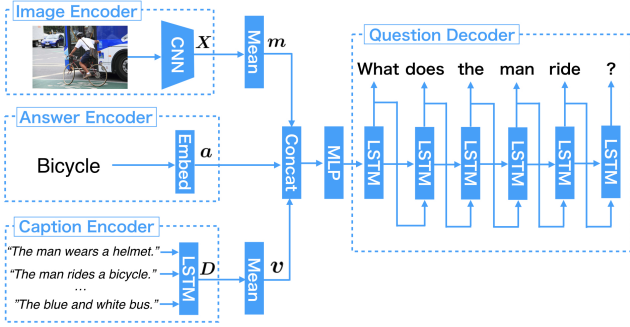 Image Encoder
CNN
X
Mean
m
Answer Encoder
Bicycle
Embed
a
Caption Encoder
“The man wears a helmet.”
“The man rides a bicycle.”
…
”The blue and white bus.”
LSTM
D
Mean
v
Concat
MLP
Question Decoder
What does the man ride ?
LSTM LSTM LSTM LSTM LSTM LSTM